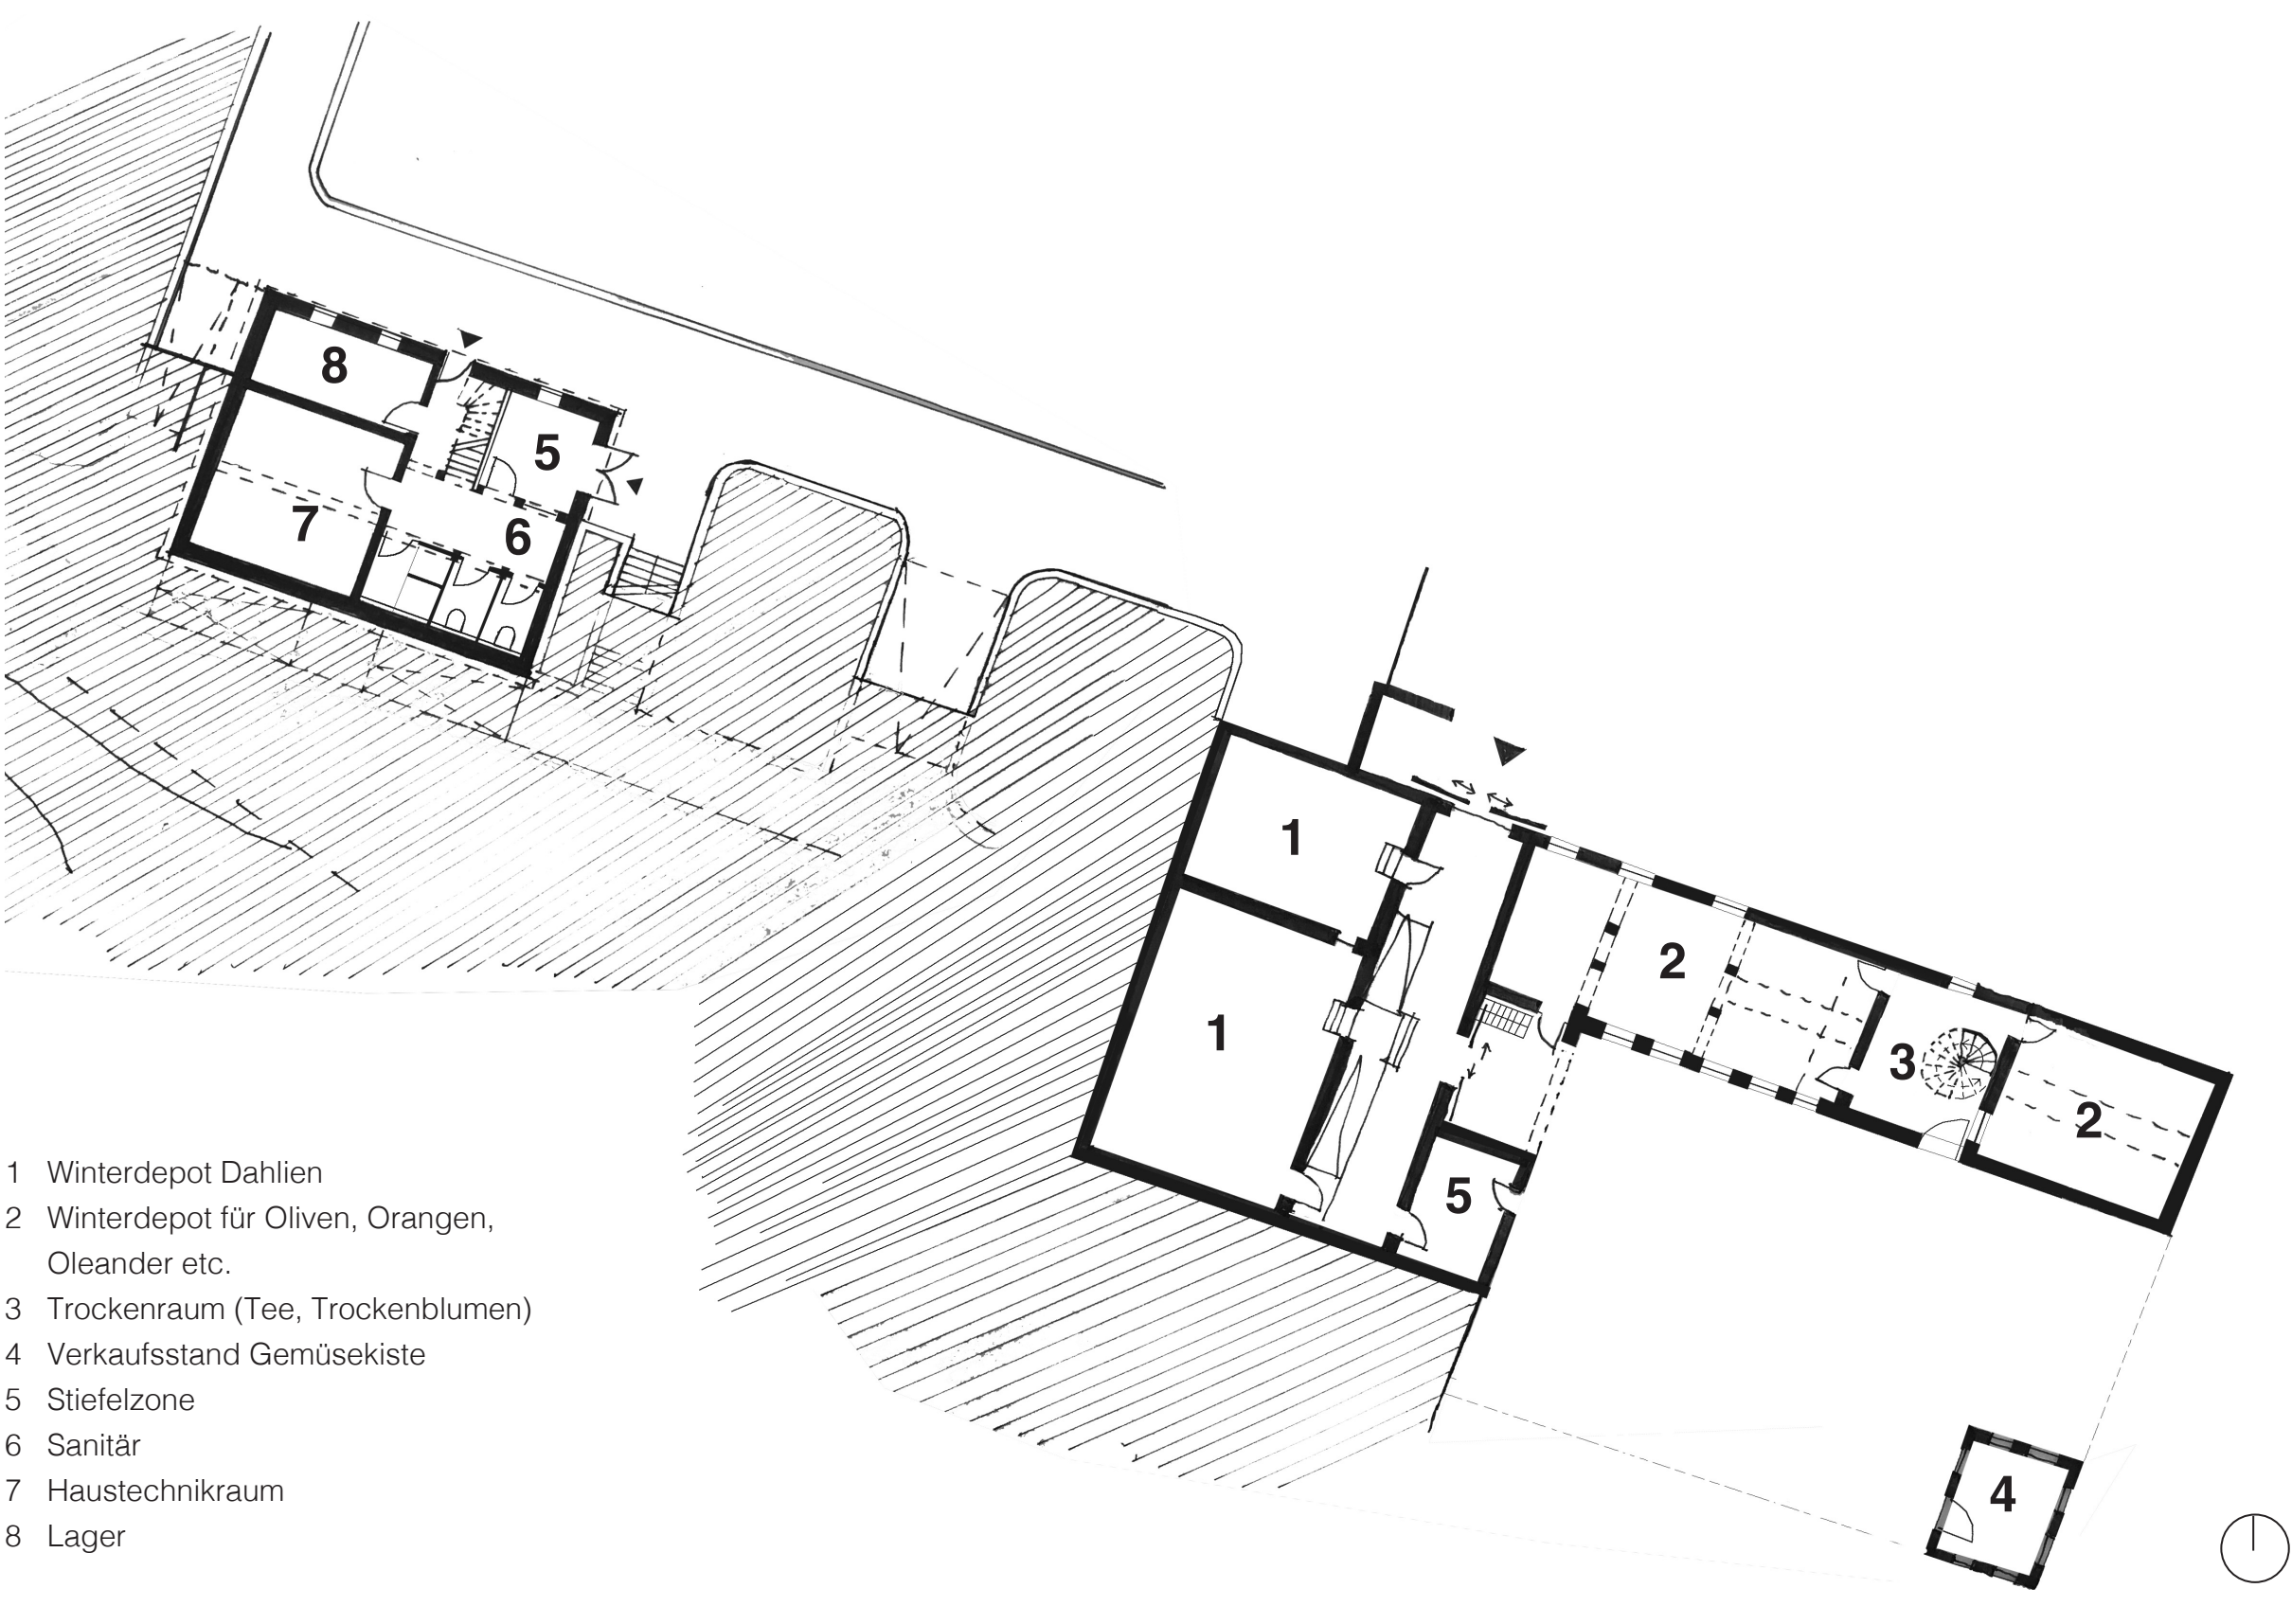 8
5
7
6
1
2
1
3
2
5
4
1 Winterdepot Dahlien
2 Winterdepot für Oliven, Orangen,
Oleander etc.
3 Trockenraum (Tee, Trockenblumen)
4 Verkaufsstand Gemüsekiste
5 Stiefelzone
6 Sanitär
7 Haustechnikraum
8 Lager